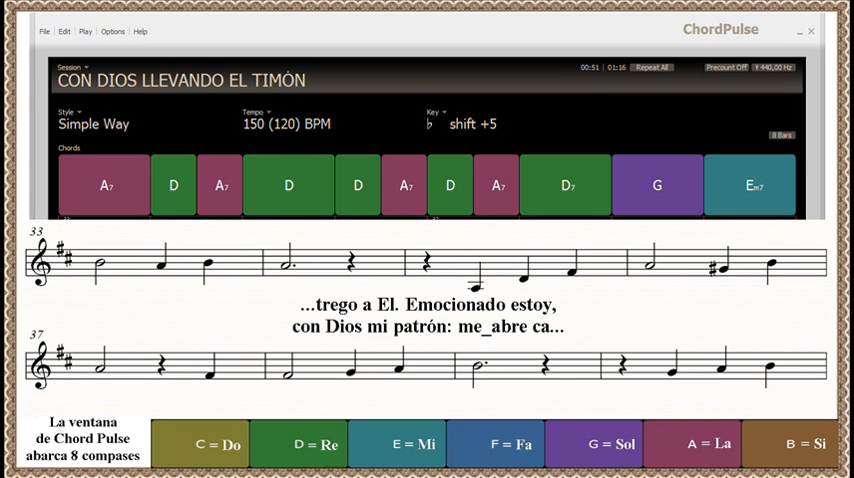 ChordPulse
File Edit Play Options Help
Session
CON DIOS LLEVANDO EL TIMÓN
00:51 | 01:16 Repeat All Precount Off 440,00 Hz
Style Tempo Key
Simple Way 150 (120) BPM ♭ shift +5
8 Bars
Chords
A7 D A7 D D A7 D A7 D7 G Em7
33
...trego a El. Emocionado estoy,
con Dios mi patrón: me_abre ca...
37
La ventana
de Chord Pulse
abarca 8 compases
C = Do D = Re E = Mi F = Fa G = Sol A = La B = Si